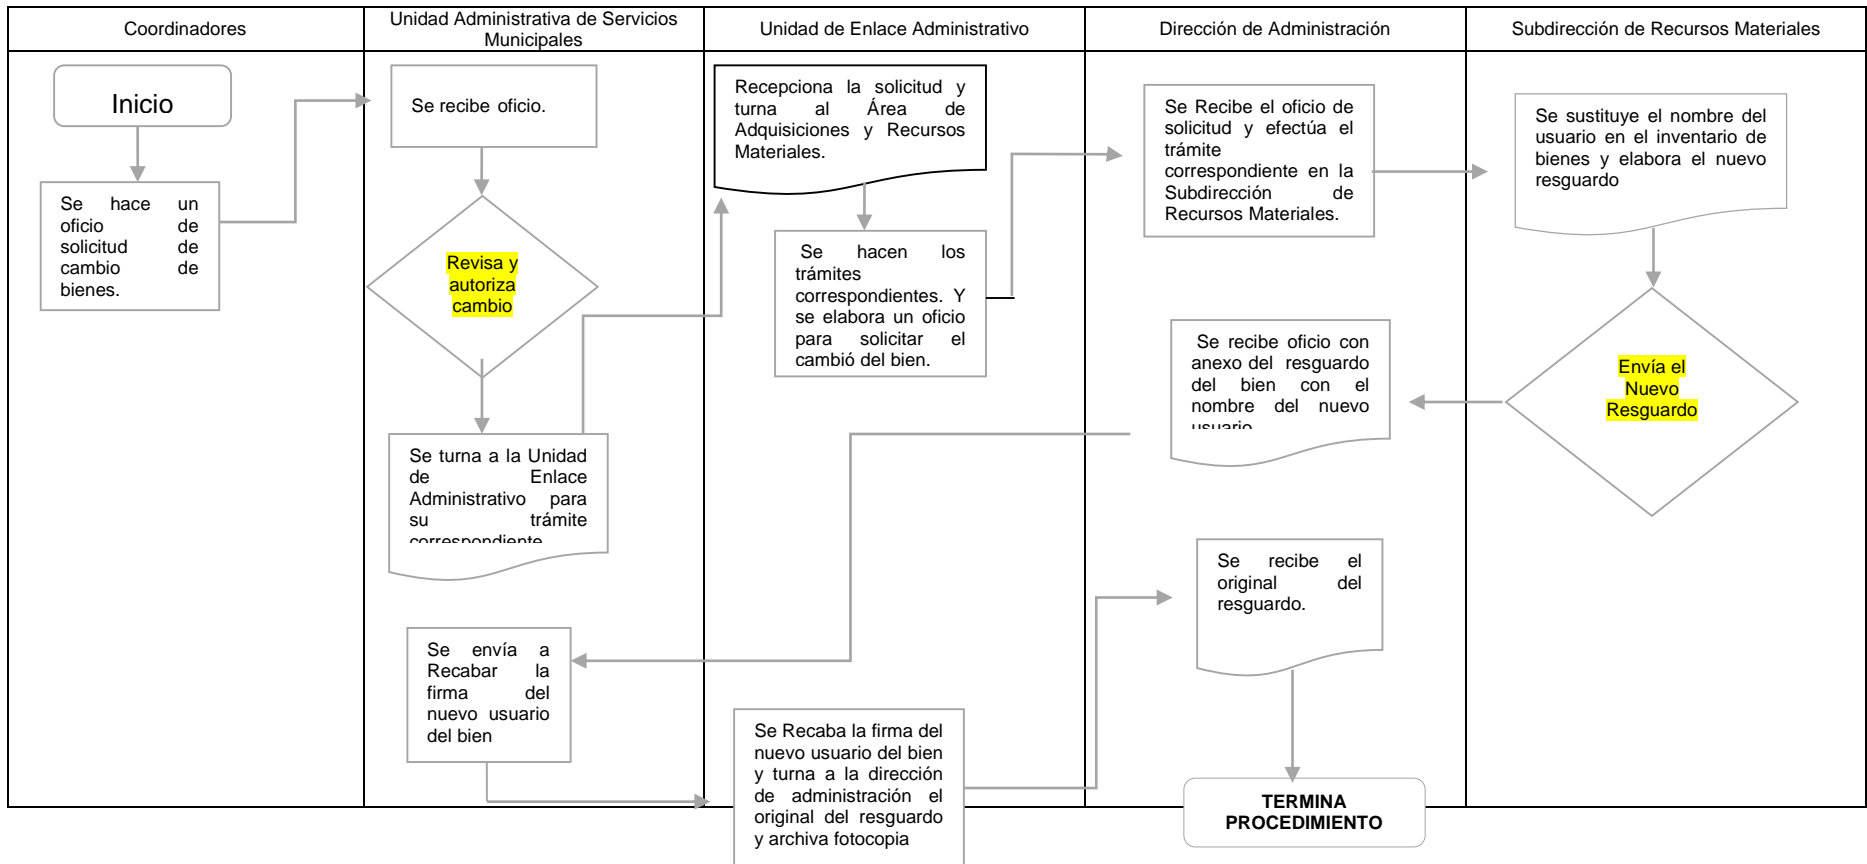 Coordinadores
Unidad Administrativa de Servicios
Municipales
Unidad de Enlace Administrativo
Dirección de Administración
Subdirección de Recursos Materiales
Inicio
Se hace un
oficio de
solicitud de
cambio de
bienes.
Se recibe oficio.
Revisa y
autoriza
cambio
Se turna a la Unidad
de Enlace
Administrativo para
su trámite
correspondiente
Se envía a
Recabar la
firma del
nuevo usuario
del bien
Recepciona la solicitud y
turna al Área de
Adquisiciones y Recursos
Materiales.
Se hacen los
trámites
correspondientes. Y
se elabora un oficio
para solicitar el
cambió del bien.
Se Recaba la firma del
nuevo usuario del bien
y turna a la dirección
de administración el
original del resguardo
y archiva fotocopia
Se Recibe el oficio de
solicitud y efectúa el
trámite
correspondiente en la
Subdirección de
Recursos Materiales.
Se recibe oficio con
anexo del resguardo
del bien con el
nombre del nuevo
usuario
Se recibe el
original del
resguardo.
TERMINA
PROCEDIMIENTO
Se sustituye el nombre del
usuario en el inventario de
bienes y elabora el nuevo
resguardo
Envía el
Nuevo
Resguardo